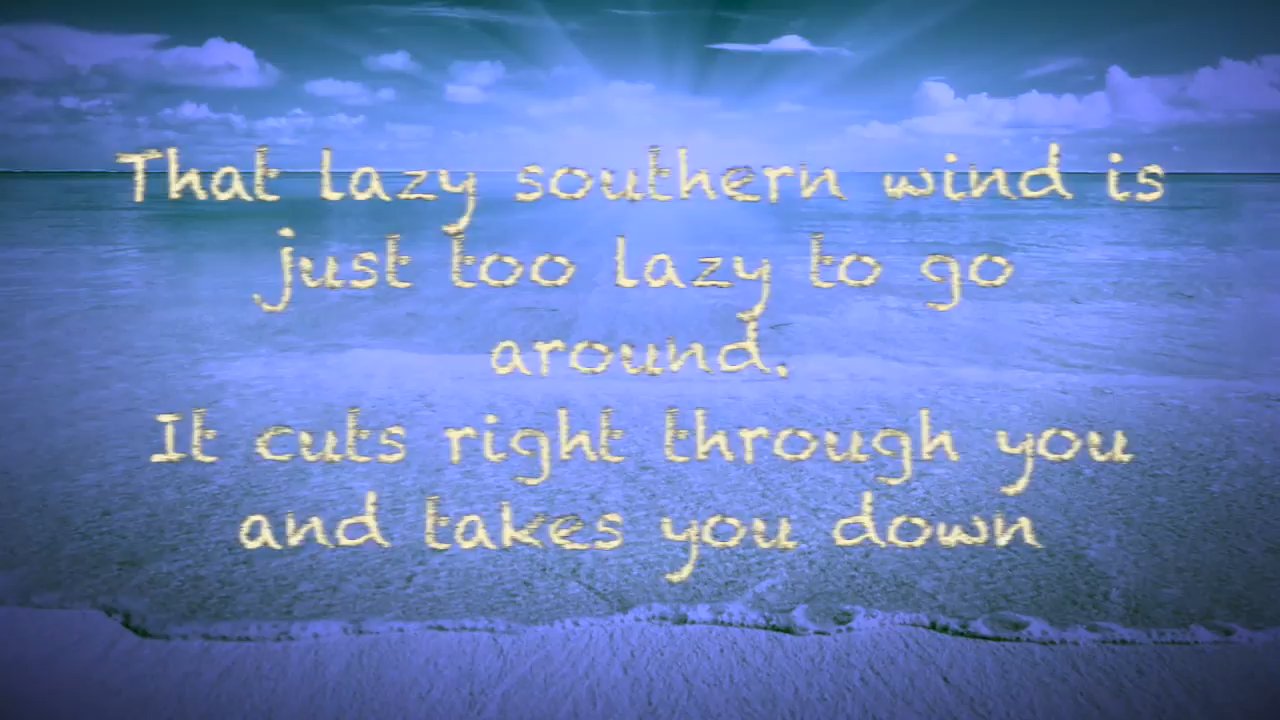 That lazy southern wind is
just too lazy to go
around.
It cuts right through you
and takes you down